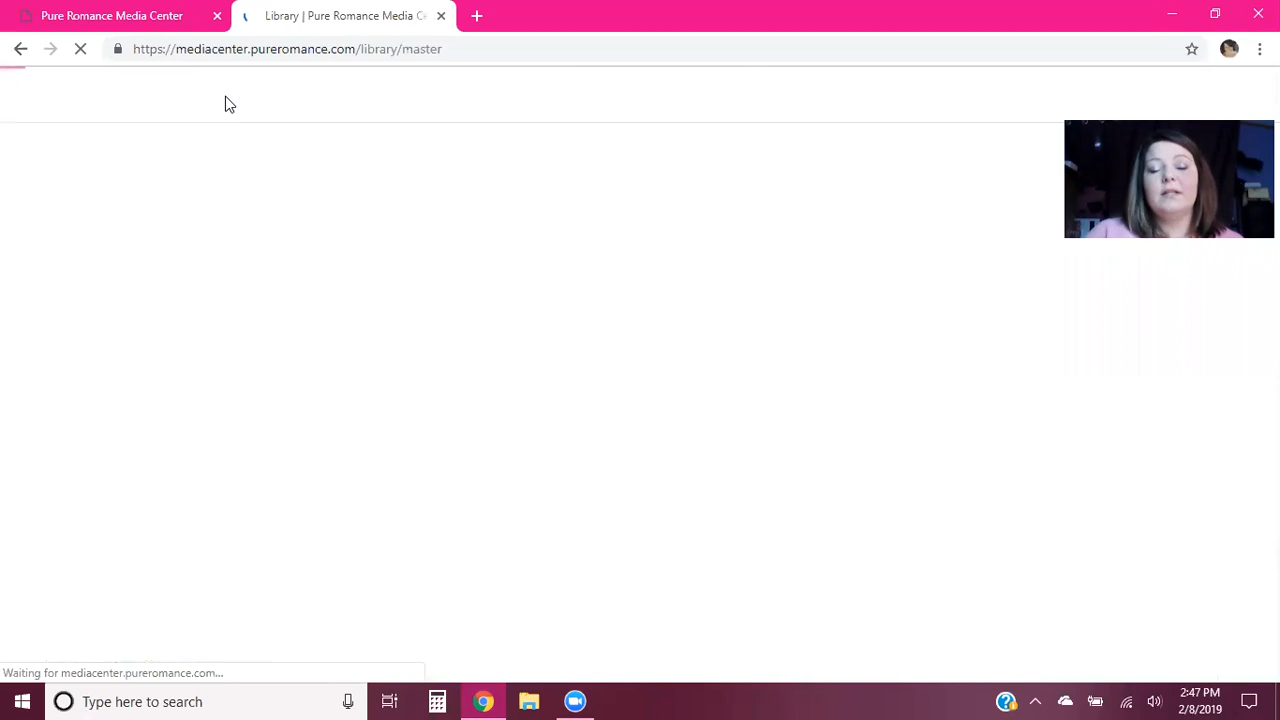 Pure Romance Media Center
Library | Pure Romance Media Ce
https://mediacenter.pureromance.com/library/master
Waiting for mediacenter.pureromance.com...
Type here to search
2:47 PM
2/8/2019